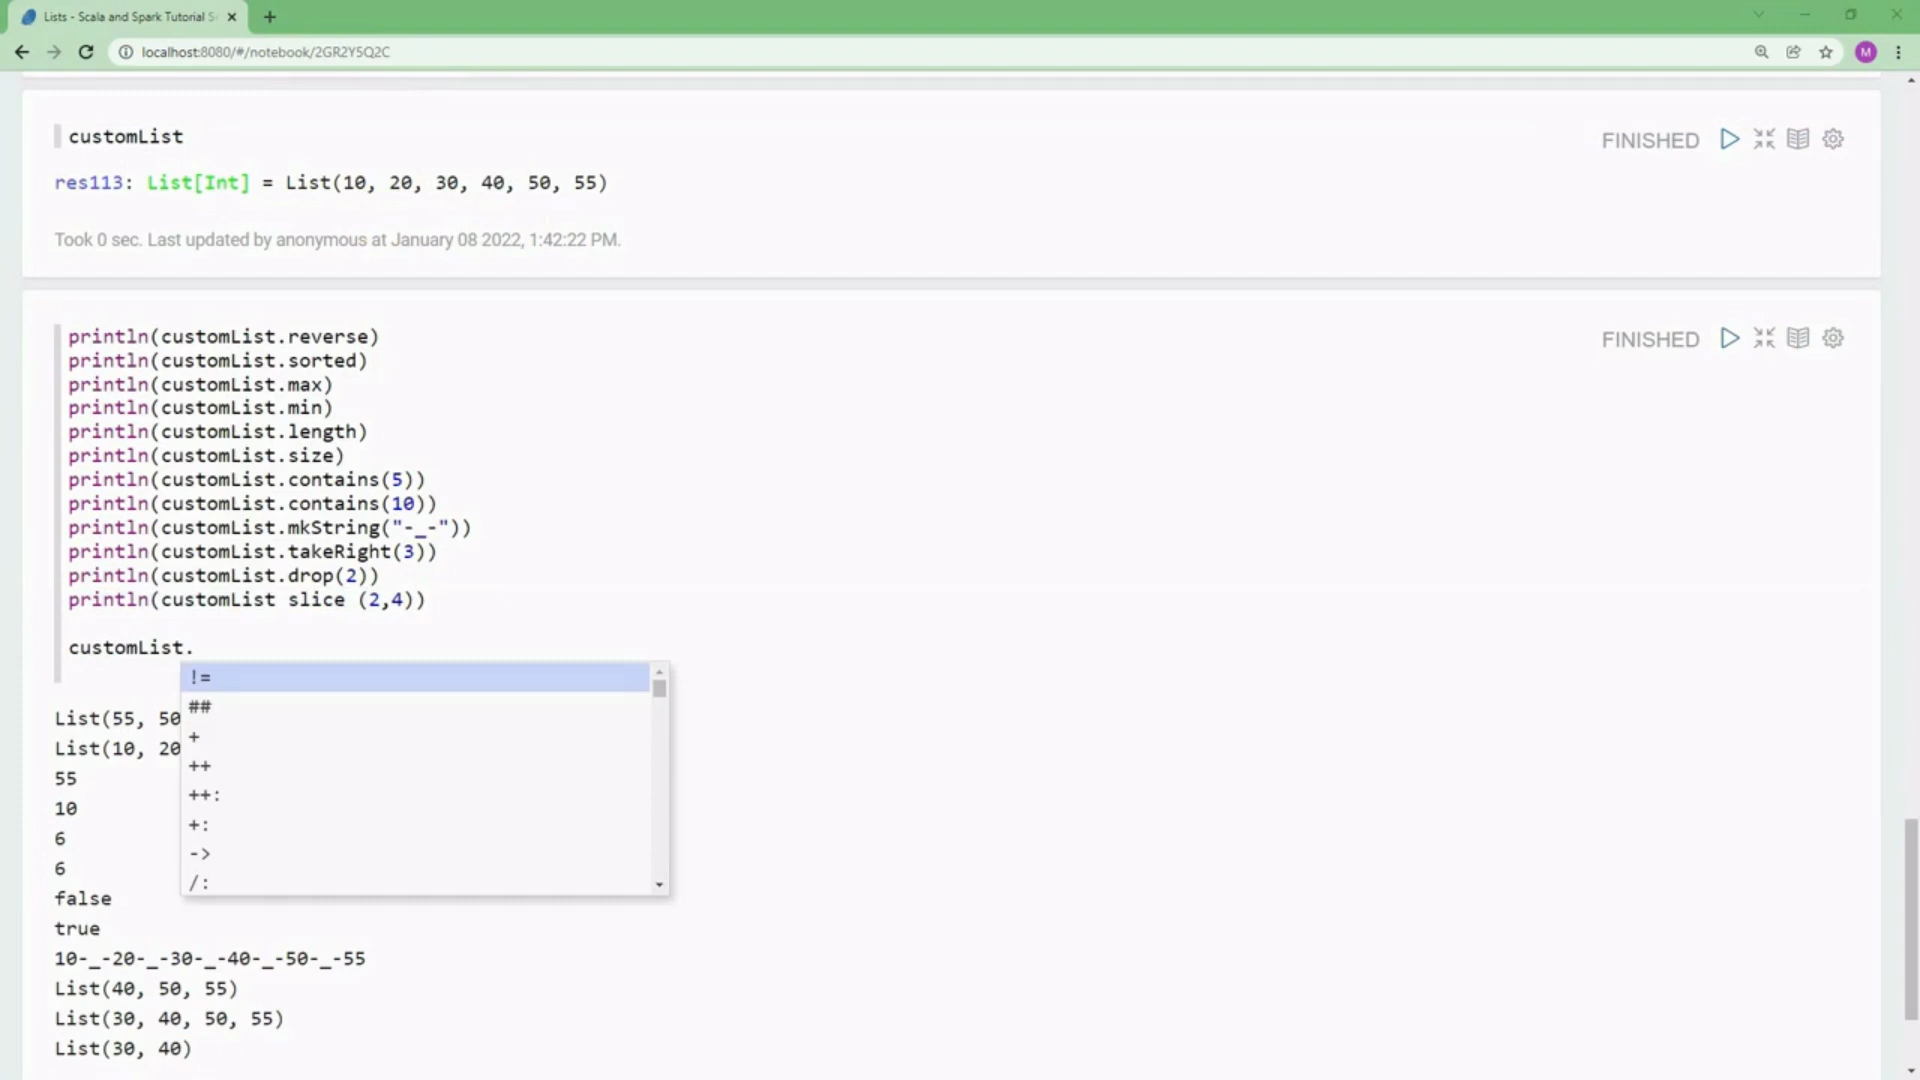 Lists - Scala and Spark Tutorial S
localhost:8080/#/notebook/2GR2Y5Q2C
M
customList
FINISHED
res113: List[Int] = List(10, 20, 30, 40, 50, 55)
Took 0 sec. Last updated by anonymous at January 08 2022, 1:42:22 PM.
println(customList.reverse)
FINISHED
println(customList.sorted)
println(customList.max)
println(customList.min)
println(customList.length)
println(customList.size)
println(customList.contains(5))
println(customList.contains(10))
println(customList.mkString("-_-"))
println(customList.takeRight(3))
println(customList.drop(2))
println(customList slice (2,4))
customList.
!=
##
+
++
++:
+:
->
/:
List(55, 50
List(10, 20
55
10
6
6
false
true
10-_-20-_-30-_-40-_-50-_-55
List(40, 50, 55)
List(30, 40, 50, 55)
List(30, 40)